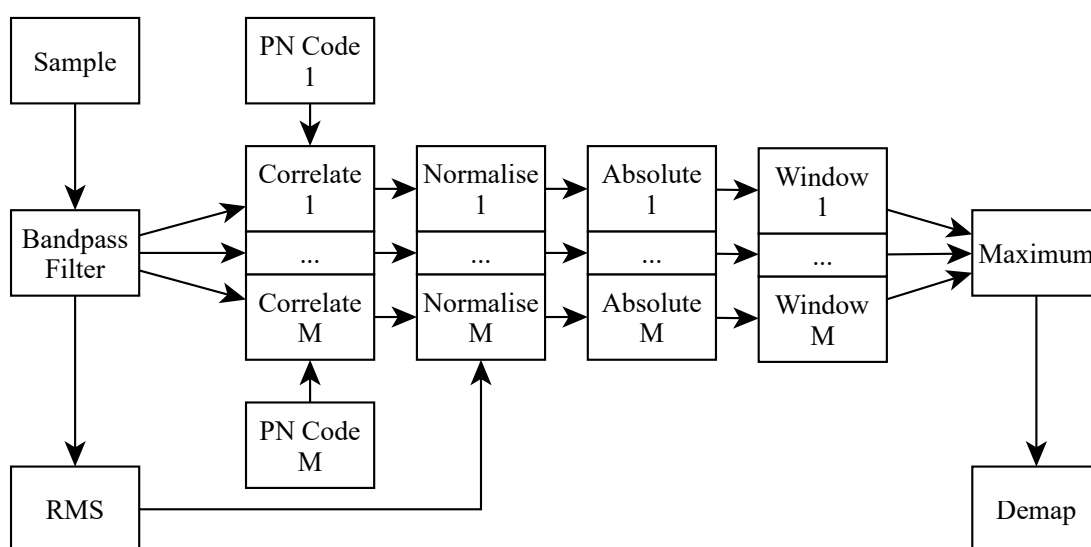 Sample
PN Code
1
Correlate
1
Normalise
1
Absolute
1
Window
1
Bandpass
Filter
...
...
...
...
Maximum
Correlate
M
Normalise
M
Absolute
M
Window
M
PN Code
M
RMS
Demap